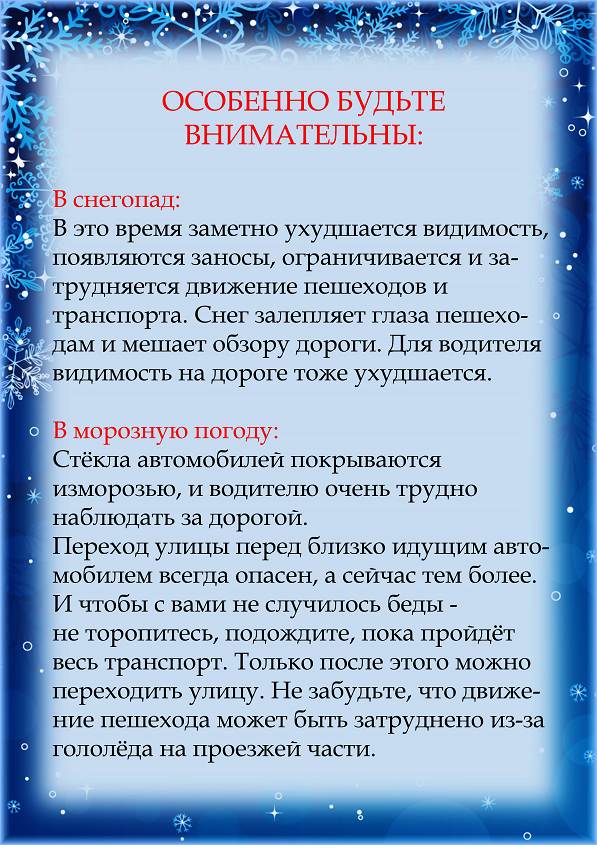 ОСОБЕННО БУДЬТЕ
ВНИМАТЕЛЬНЫ:
В снегопад:
В это время заметно ухудшается видимость,
появляются заносы, ограничивается и за-
трудняется движение пешеходов и
транспорта. Снег залепляет глаза пешехо-
дам и мешает обзору дороги. Для водителя
видимость на дороге тоже ухудшается.
В морозную погоду:
Стёкла автомобилей покрываются
изморозью, и водителю очень трудно
наблюдать за дорогой.
Переход улицы перед близко идущим авто-
мобилем всегда опасен, а сейчас тем более.
И чтобы с вами не случилось беды -
не торопитесь, подождите, пока пройдёт
весь транспорт. Только после этого можно
переходить улицу. Не забудьте, что движе-
ние пешехода может быть затруднено из-за
гололёда на проезжей части.